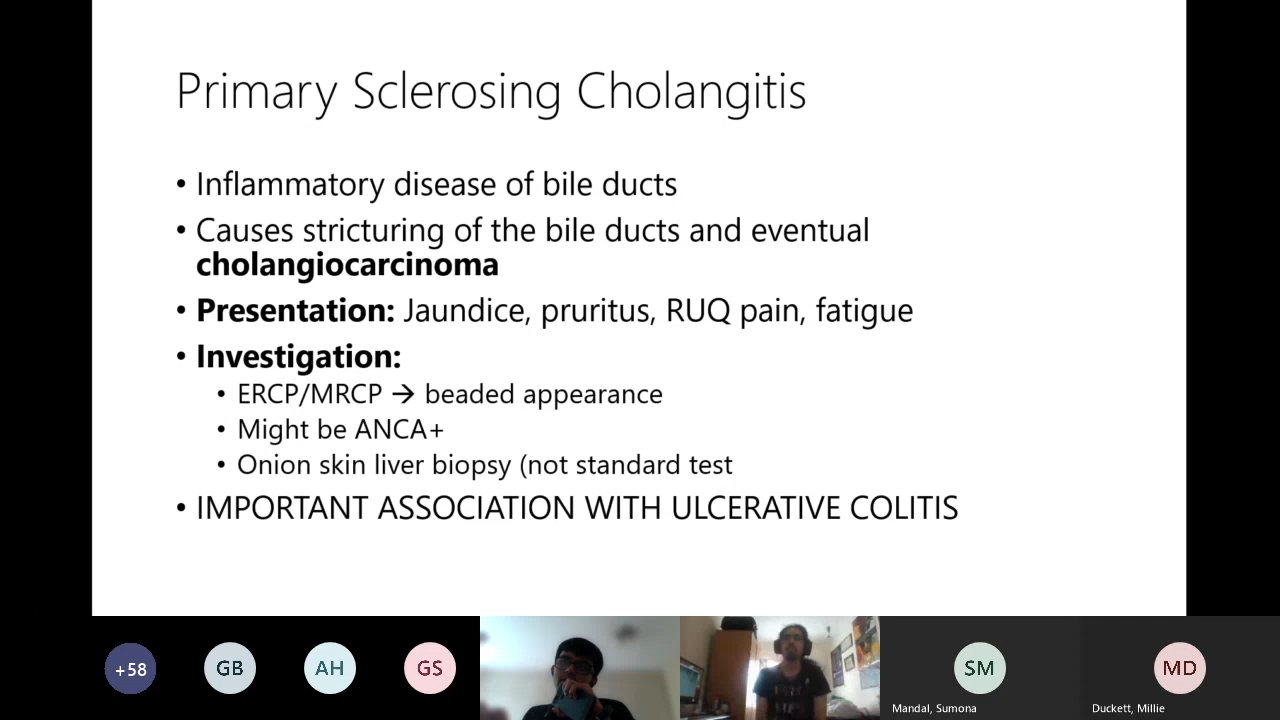 Primary Sclerosing Cholangitis
• Inflammatory disease of bile ducts
• Causes stricturing of the bile ducts and eventual
cholangiocarcinoma
• Presentation: Jaundice, pruritus, RUQ pain, fatigue
• Investigation:
• ERCP/MRCP → beaded appearance
• Might be ANCA+
• Onion skin liver biopsy (not standard test
• IMPORTANT ASSOCIATION WITH ULCERATIVE COLITIS
+58
GB
AH
GS
SM
MD
Mandal, Sumona
Duckett, Millie